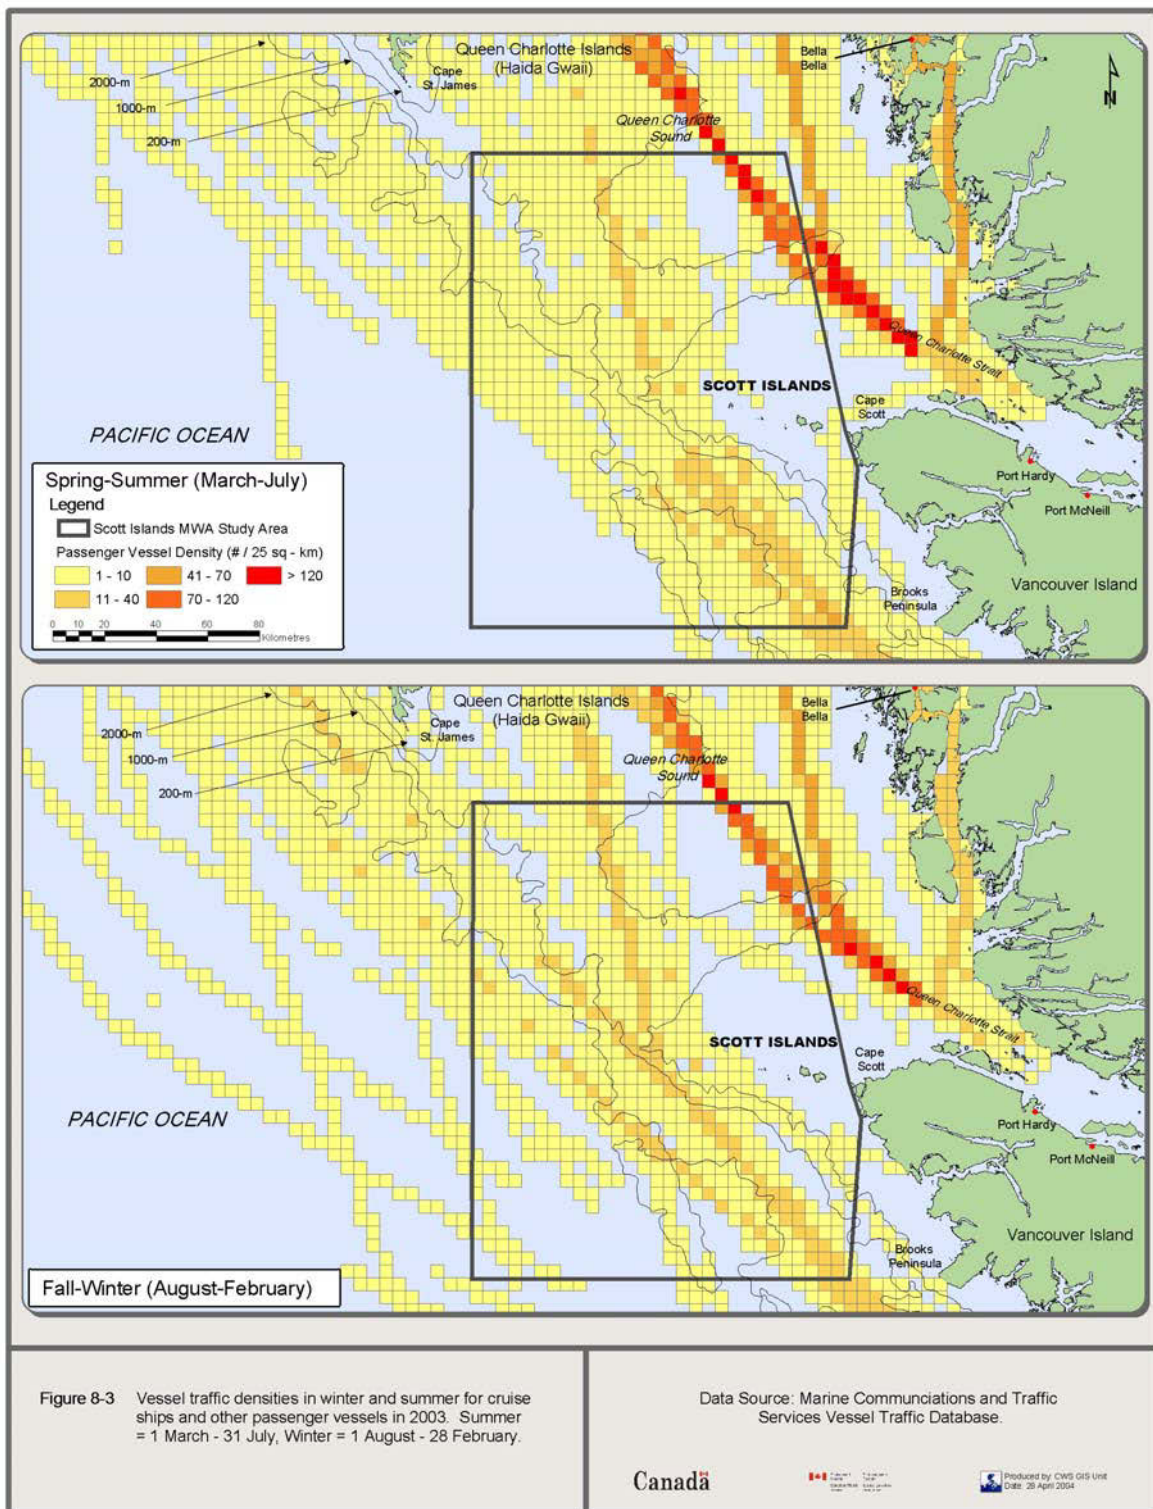 Queen Charlotte Islands
(Haida Gwaii)
Bella
Bella
2000-m
1000-m
200-m
Cape
St. James
N
Queen Charlotte
Sound
Queen Charlotte Strait
SCOTT ISLANDS
Cape
Scott
PACIFIC OCEAN
Port Hardy
Port McNeill
Vancouver Island
Brooks
Peninsula
Spring-Summer (March-July)
Legend
Scott Islands MWA Study Area
Passenger Vessel Density (# / 25 sq - km)
1 - 10
41 - 70
> 120
11 - 40
70 - 120
0 10 20 40 60 80
Kilometres
Queen Charlotte Islands
(Haida Gwaii)
Bella
Bella
2000-m
1000-m
200-m
Cape
St. James
Queen Charlotte
Sound
Queen Charlotte Strait
SCOTT ISLANDS
Cape
Scott
PACIFIC OCEAN
Port Hardy
Port McNeill
Vancouver Island
Brooks
Peninsula
Fall-Winter (August-February)
Figure 8-3 Vessel traffic densities in winter and summer for cruise
ships and other passenger vessels in 2003. Summer
= 1 March - 31 July, Winter = 1 August - 28 February.
Data Source: Marine Communciations and Traffic
Services Vessel Traffic Database.
Canada
Produced by: CWS GIS Unit
Date: 28 April 2004